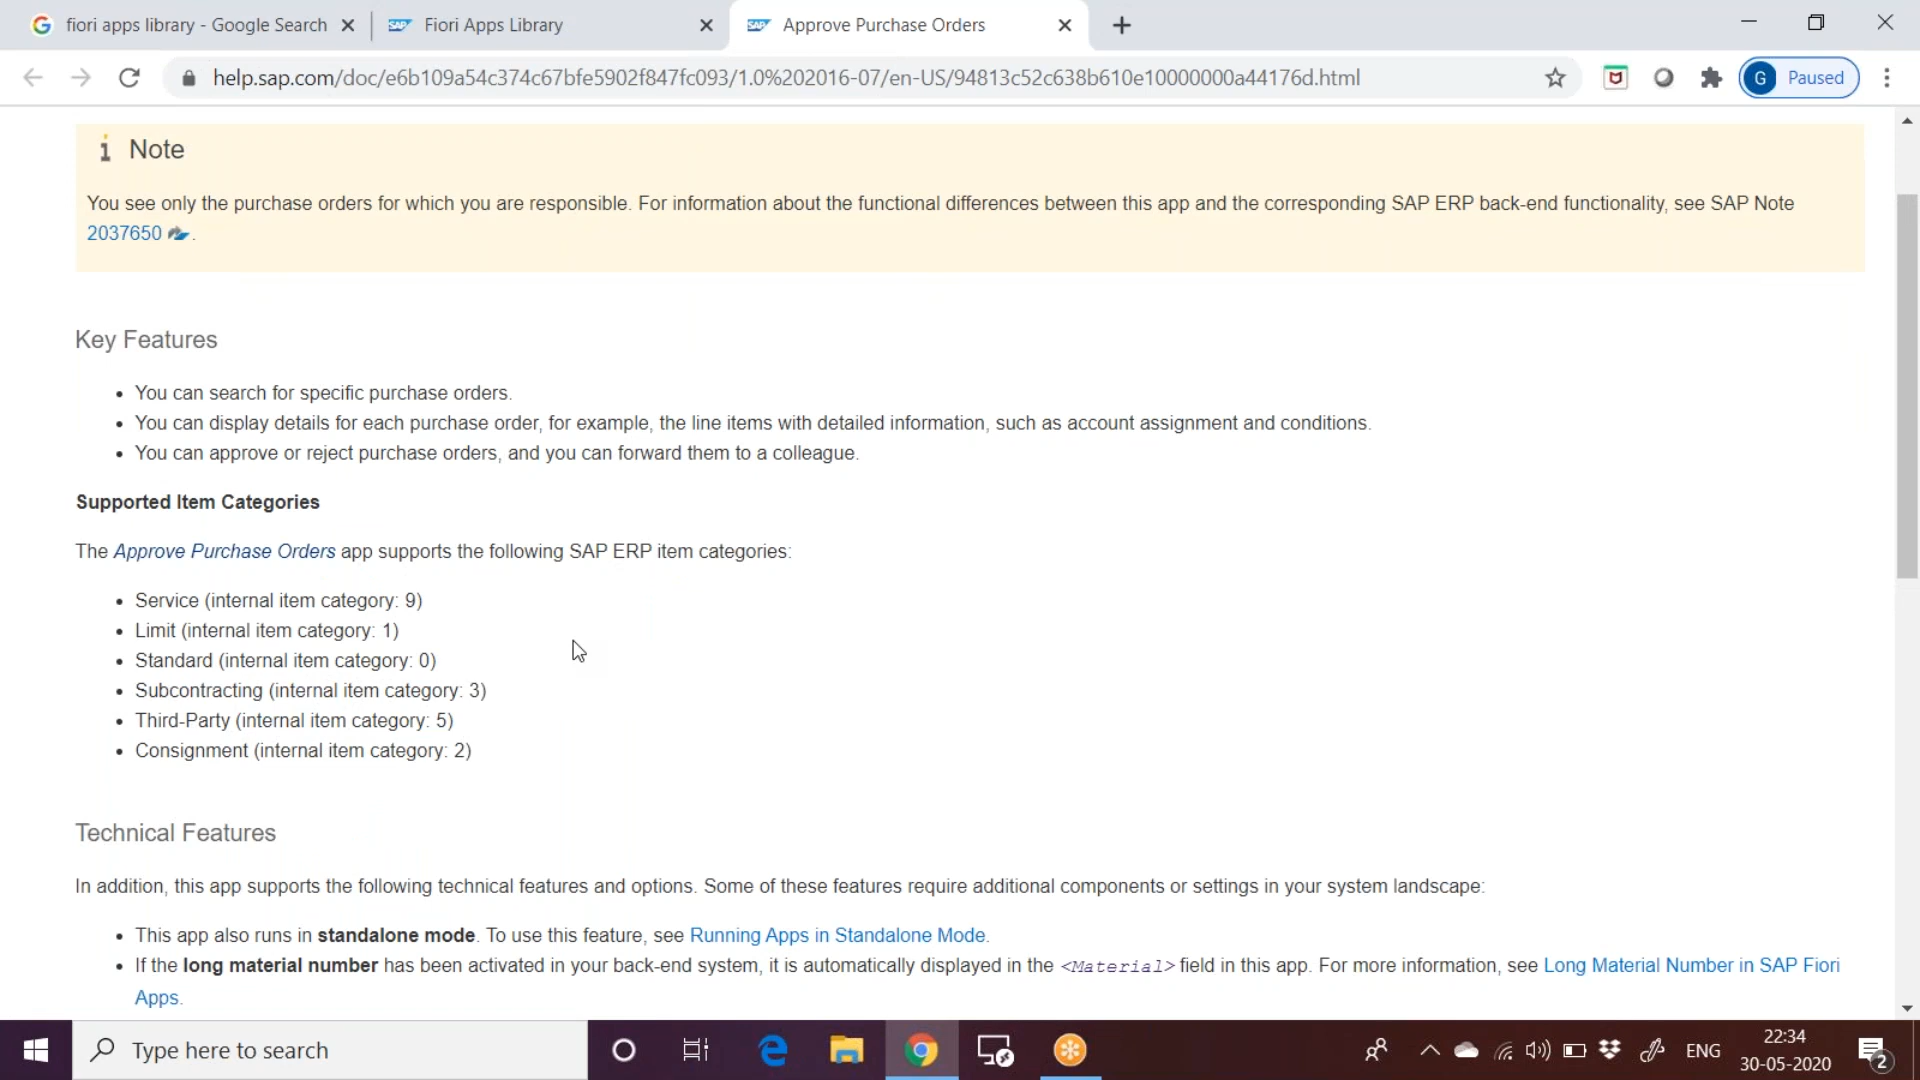 fiori apps library - Google Search
SAP Fiori Apps Library
SAP Approve Purchase Orders
help.sap.com/doc/e6b109a54c374c67bfe5902f847fc093/1.0%202016-07/en-US/94813c52c638b610e10000000a44176d.html
G Paused
Note
You see only the purchase orders for which you are responsible. For information about the functional differences between this app and the corresponding SAP ERP back-end functionality, see SAP Note
2037650 .
Key Features
• You can search for specific purchase orders.
• You can display details for each purchase order, for example, the line items with detailed information, such as account assignment and conditions.
• You can approve or reject purchase orders, and you can forward them to a colleague.
Supported Item Categories
The Approve Purchase Orders app supports the following SAP ERP item categories:
• Service (internal item category: 9)
• Limit (internal item category: 1)
• Standard (internal item category: 0)
• Subcontracting (internal item category: 3)
• Third-Party (internal item category: 5)
• Consignment (internal item category: 2)
Technical Features
In addition, this app supports the following technical features and options. Some of these features require additional components or settings in your system landscape:
• This app also runs in standalone mode. To use this feature, see Running Apps in Standalone Mode.
• If the long material number has been activated in your back-end system, it is automatically displayed in the <Material> field in this app. For more information, see Long Material Number in SAP Fiori
Apps.
Type here to search
ENG
22:34
30-05-2020
2